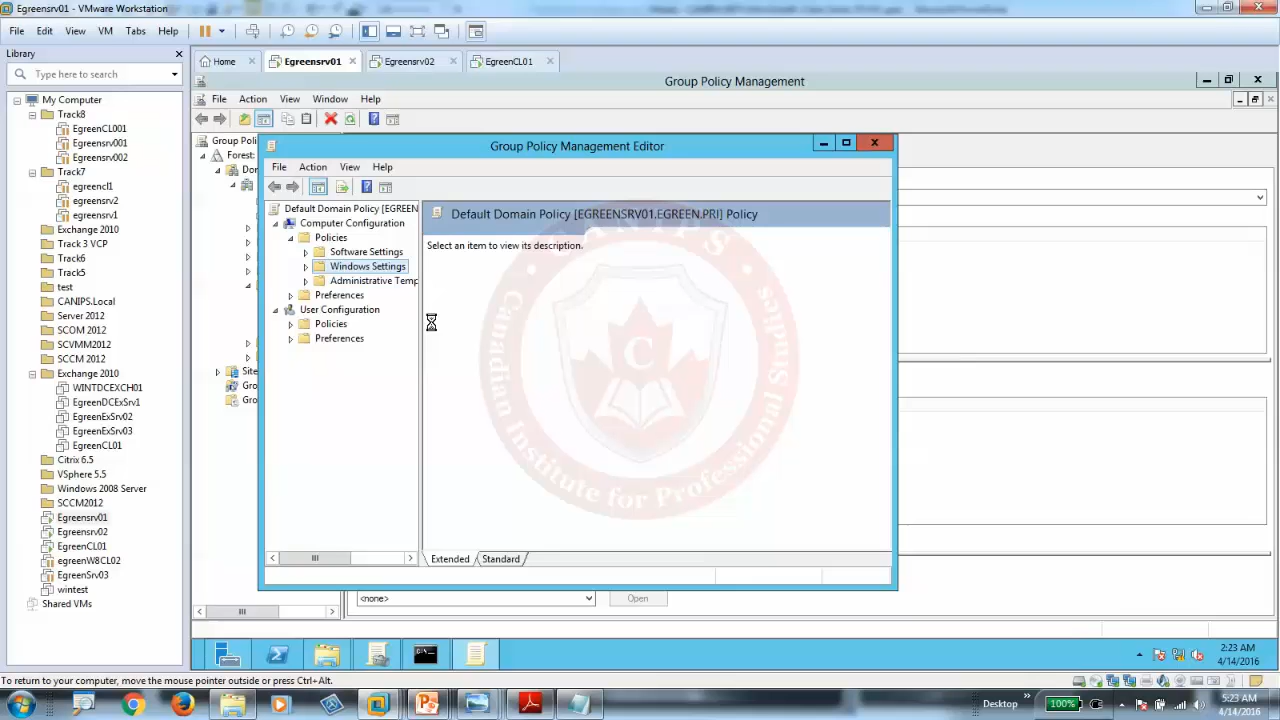 Egreensrv01 - VMware Workstation
File Edit View VM Tabs Help
Library
Type here to search
My Computer
Track8
EgreenCL001
Egreensrv001
Egreensrv002
Track7
egreencl1
egreensrv2
egreensrv1
Exchange 2010
Track 3 VCP
Track6
Track5
test
CANIPS.Local
Server 2012
SCOM 2012
SCVMM2012
SCCM 2012
Exchange 2010
WINTDCEXCH01
EgreenDCExSrv1
EgreenExSrv02
EgreenExSrv03
EgreenCL01
Citrix 6.5
VSphere 5.5
Windows 2008 Server
SCCM2012
Egreensrv01
Egreensrv02
EgreenCL01
egreenW8CL02
EgreenSrv03
wintest
Shared VMs
Home Egreensrv01 Egreensrv02 EgreenCL01
Group Policy Management
File Action View Window Help
Group Poli
Forest:
Dor
Site
Gro
Gro
Group Policy Management Editor
File Action View Help
Default Domain Policy [EGREEN
Computer Configuration
Policies
Software Settings
Windows Settings
Administrative Temp
Preferences
User Configuration
Policies
Preferences
Default Domain Policy [EGREENSRV01.EGREEN.PRI] Policy
Select an item to view its description.
CANIPS
Canadian Institute for Professional Studies
C
Extended Standard
<none> Open
2:23 AM
4/14/2016
To return to your computer, move the mouse pointer outside or press Ctrl+Alt.
Desktop 100% 5:23 AM
4/14/2016